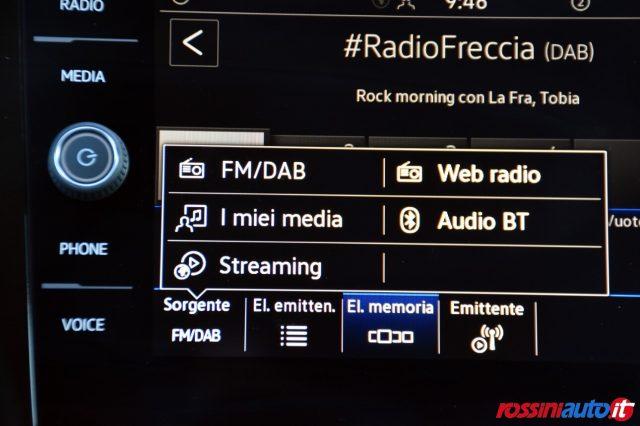 RADIO
9:46
2
MEDIA
#RadioFreccia (DAB)
Rock morning con La Fra, Tobia
FM/DAB
Web radio
I miei media
Audio BT
Streaming
PHONE
Sorgente
El. emitten.
El. memoria
Emittente
FM/DAB
VOICE
rossiniauto.it